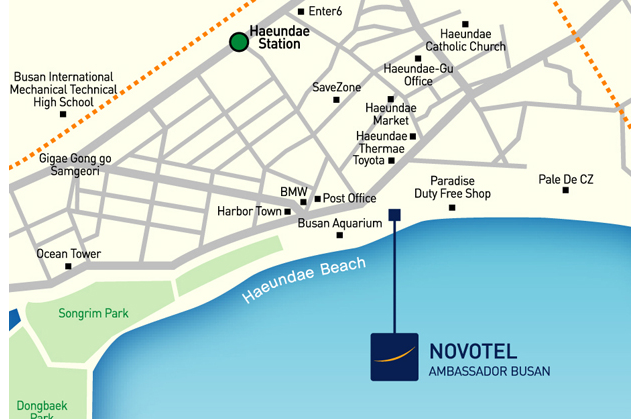 Enter6
Haeundae
Station
Haeundae
Catholic Church
Busan International
Mechanical Technical
High School
Haeundae-Gu
Office
SaveZone
Haeundae
Market
Haeundae
Thermae
Toyota
Gigae Gong go
Samgeori
BMW
Post Office
Paradise
Duty Free Shop
Pale De CZ
Harbor Town
Busan Aquarium
Ocean Tower
Haeundae Beach
Songrim Park
NOVOTEL
AMBASSADOR BUSAN
Dongbaek
Park